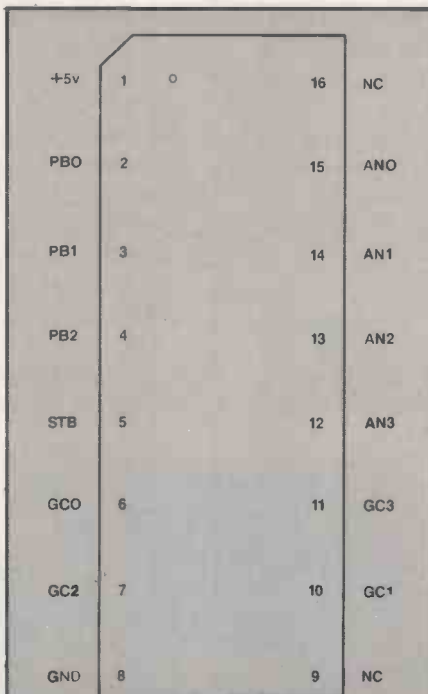 +5v 1 16 NC
PB0 2 15 AN0
PB1 3 14 AN1
PB2 4 13 AN2
STB 5 12 AN3
GC0 6 11 GC3
GC2 7 10 GC1
GND 8 9 NC